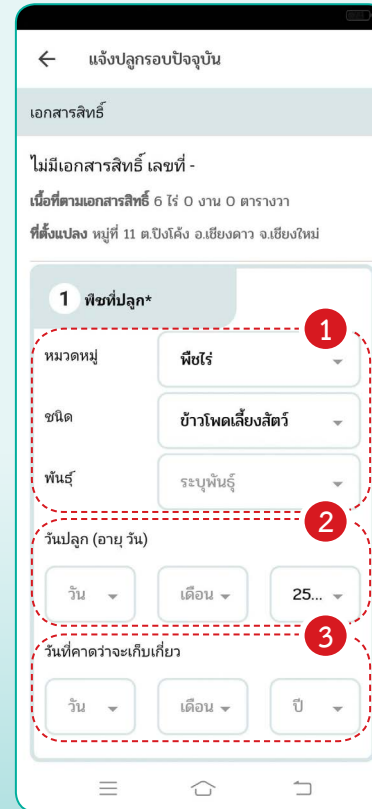 แจ้งปลูกรอบปัจจุบัน
เอกสารสิทธิ์
ไม่มีเอกสารสิทธิ์ เลขที่ -
เนื้อที่ตามเอกสารสิทธิ์ 6 ไร่ 0 งาน 0 ตารางวา
ที่ตั้งแปลง หมู่ที่ 11 ต.ปิงโค้ง อ.เชียงดาว จ.เชียงใหม่
1 พืชที่ปลูก*
1
หมวดหมู่ พืชไร่
ชนิด ข้าวโพดเลี้ยงสัตว์
พันธุ์ ระบุพันธุ์
2
วันปลูก (อายุ วัน)
วัน เดือน 25...
3
วันที่คาดว่าจะเก็บเกี่ยว
วัน เดือน ปี